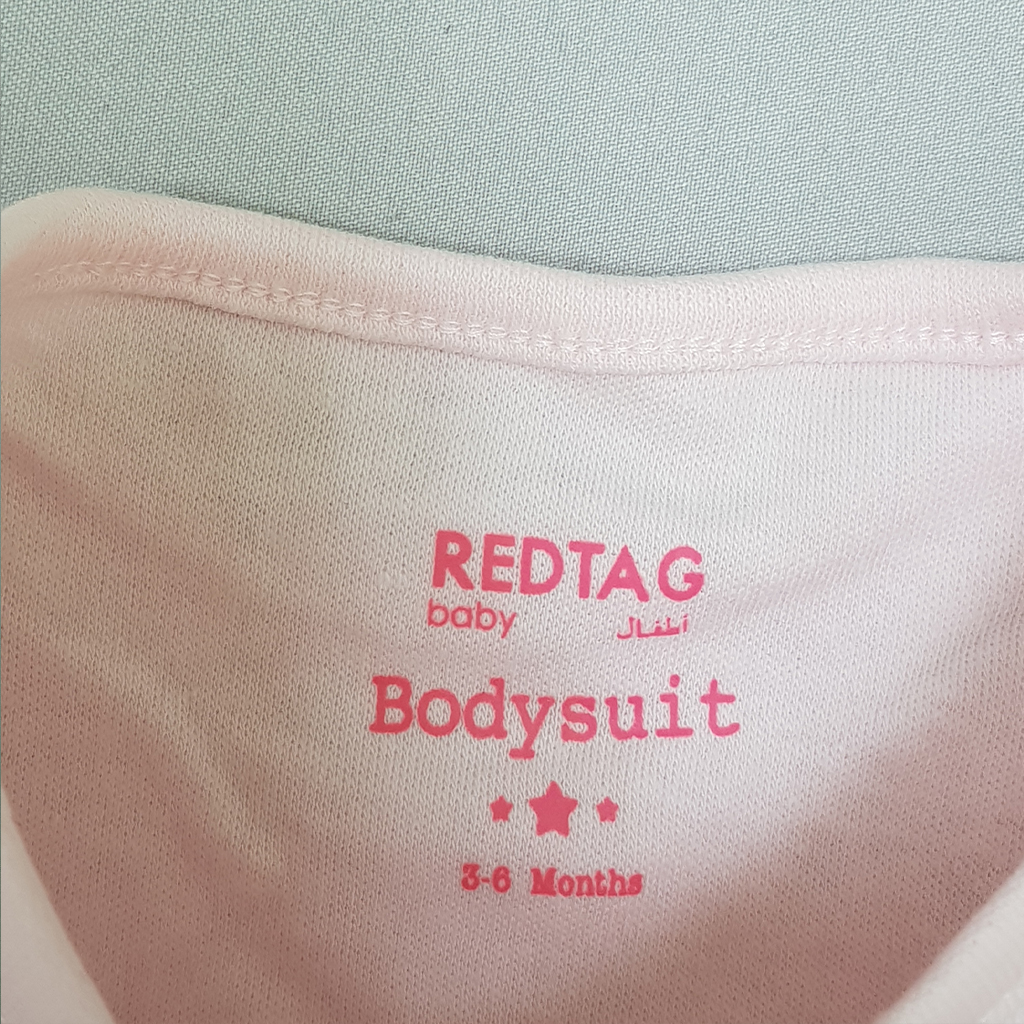 REDTAG
baby أطفال
Bodysuit
3-6 Months